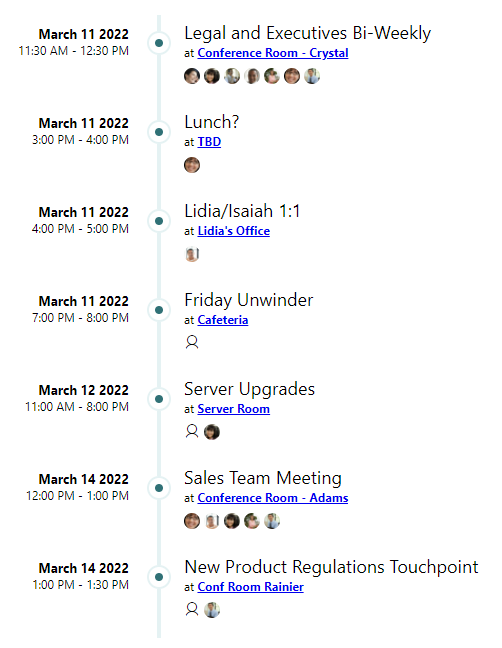 March 11 2022
11:30 AM - 12:30 PM
Legal and Executives Bi-Weekly
at Conference Room - Crystal
March 11 2022
3:00 PM - 4:00 PM
Lunch?
at TBD
March 11 2022
4:00 PM - 5:00 PM
Lidia/Isaiah 1:1
at Lidia's Office
March 11 2022
7:00 PM - 8:00 PM
Friday Unwinder
at Cafeteria
March 12 2022
11:00 AM - 8:00 PM
Server Upgrades
at Server Room
March 14 2022
12:00 PM - 1:00 PM
Sales Team Meeting
at Conference Room - Adams
March 14 2022
1:00 PM - 1:30 PM
New Product Regulations Touchpoint
at Conf Room Rainier